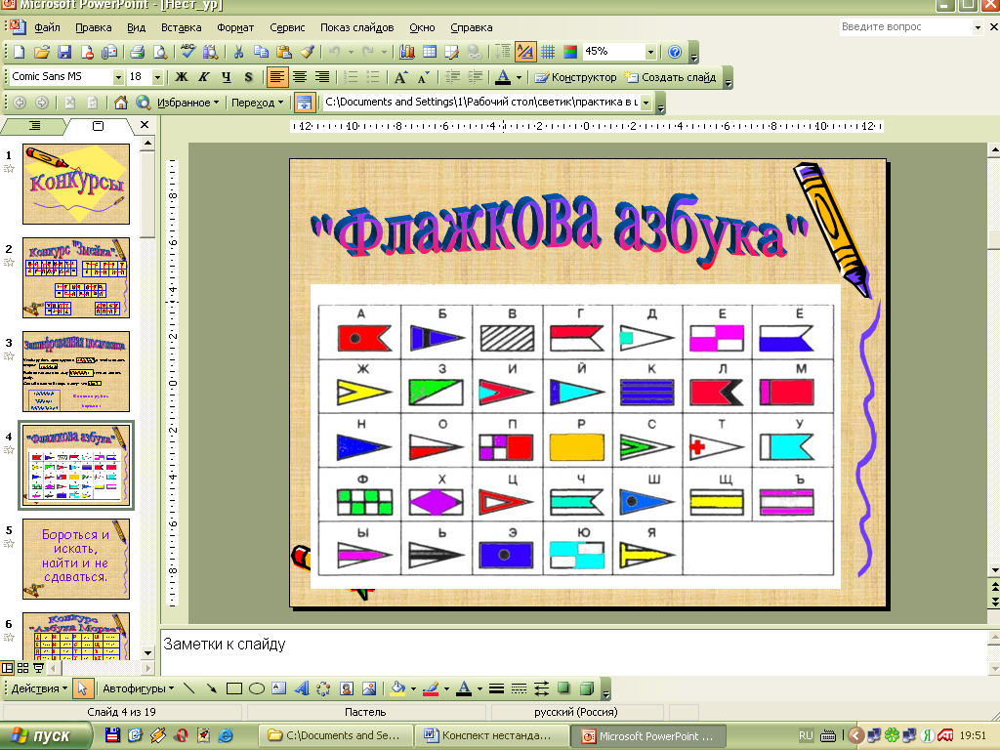 Microsoft PowerPoint - [Нест_ур]
Файл Правка Вид Вставка Формат Сервис Показ слайдов Окно Справка Введите вопрос
45%
Comic Sans MS 18 Ж К Ч S Конструктор Создать слайд
Избранное Переход C:\Documents and Settings\1\Рабочий стол\светик\практика в ш
12 10 8 6 4 2 0 2 4 6 8 10 12
1
Конкурсы
2
Конкурс "Змейка".
3
Зашифрованная пословица
4
"Флажкова азбука"
5
Бороться и
искать,
найти и не
сдаваться.
6
Конкурс
"Азбука Морзе"
"Флажкова азбука"
А Б В Г Д Е Ё
Ж З И Й К Л М
Н О П Р С Т У
Ф Х Ц Ч Ш Щ Ъ
Ы Ь Э Ю Я
Заметки к слайду
Действия Автофигуры
Слайд 4 из 19 Пастель русский (Россия)
пуск C:\Documents and Se... Конспект нестанда... Microsoft PowerPoint ... RU 19:51